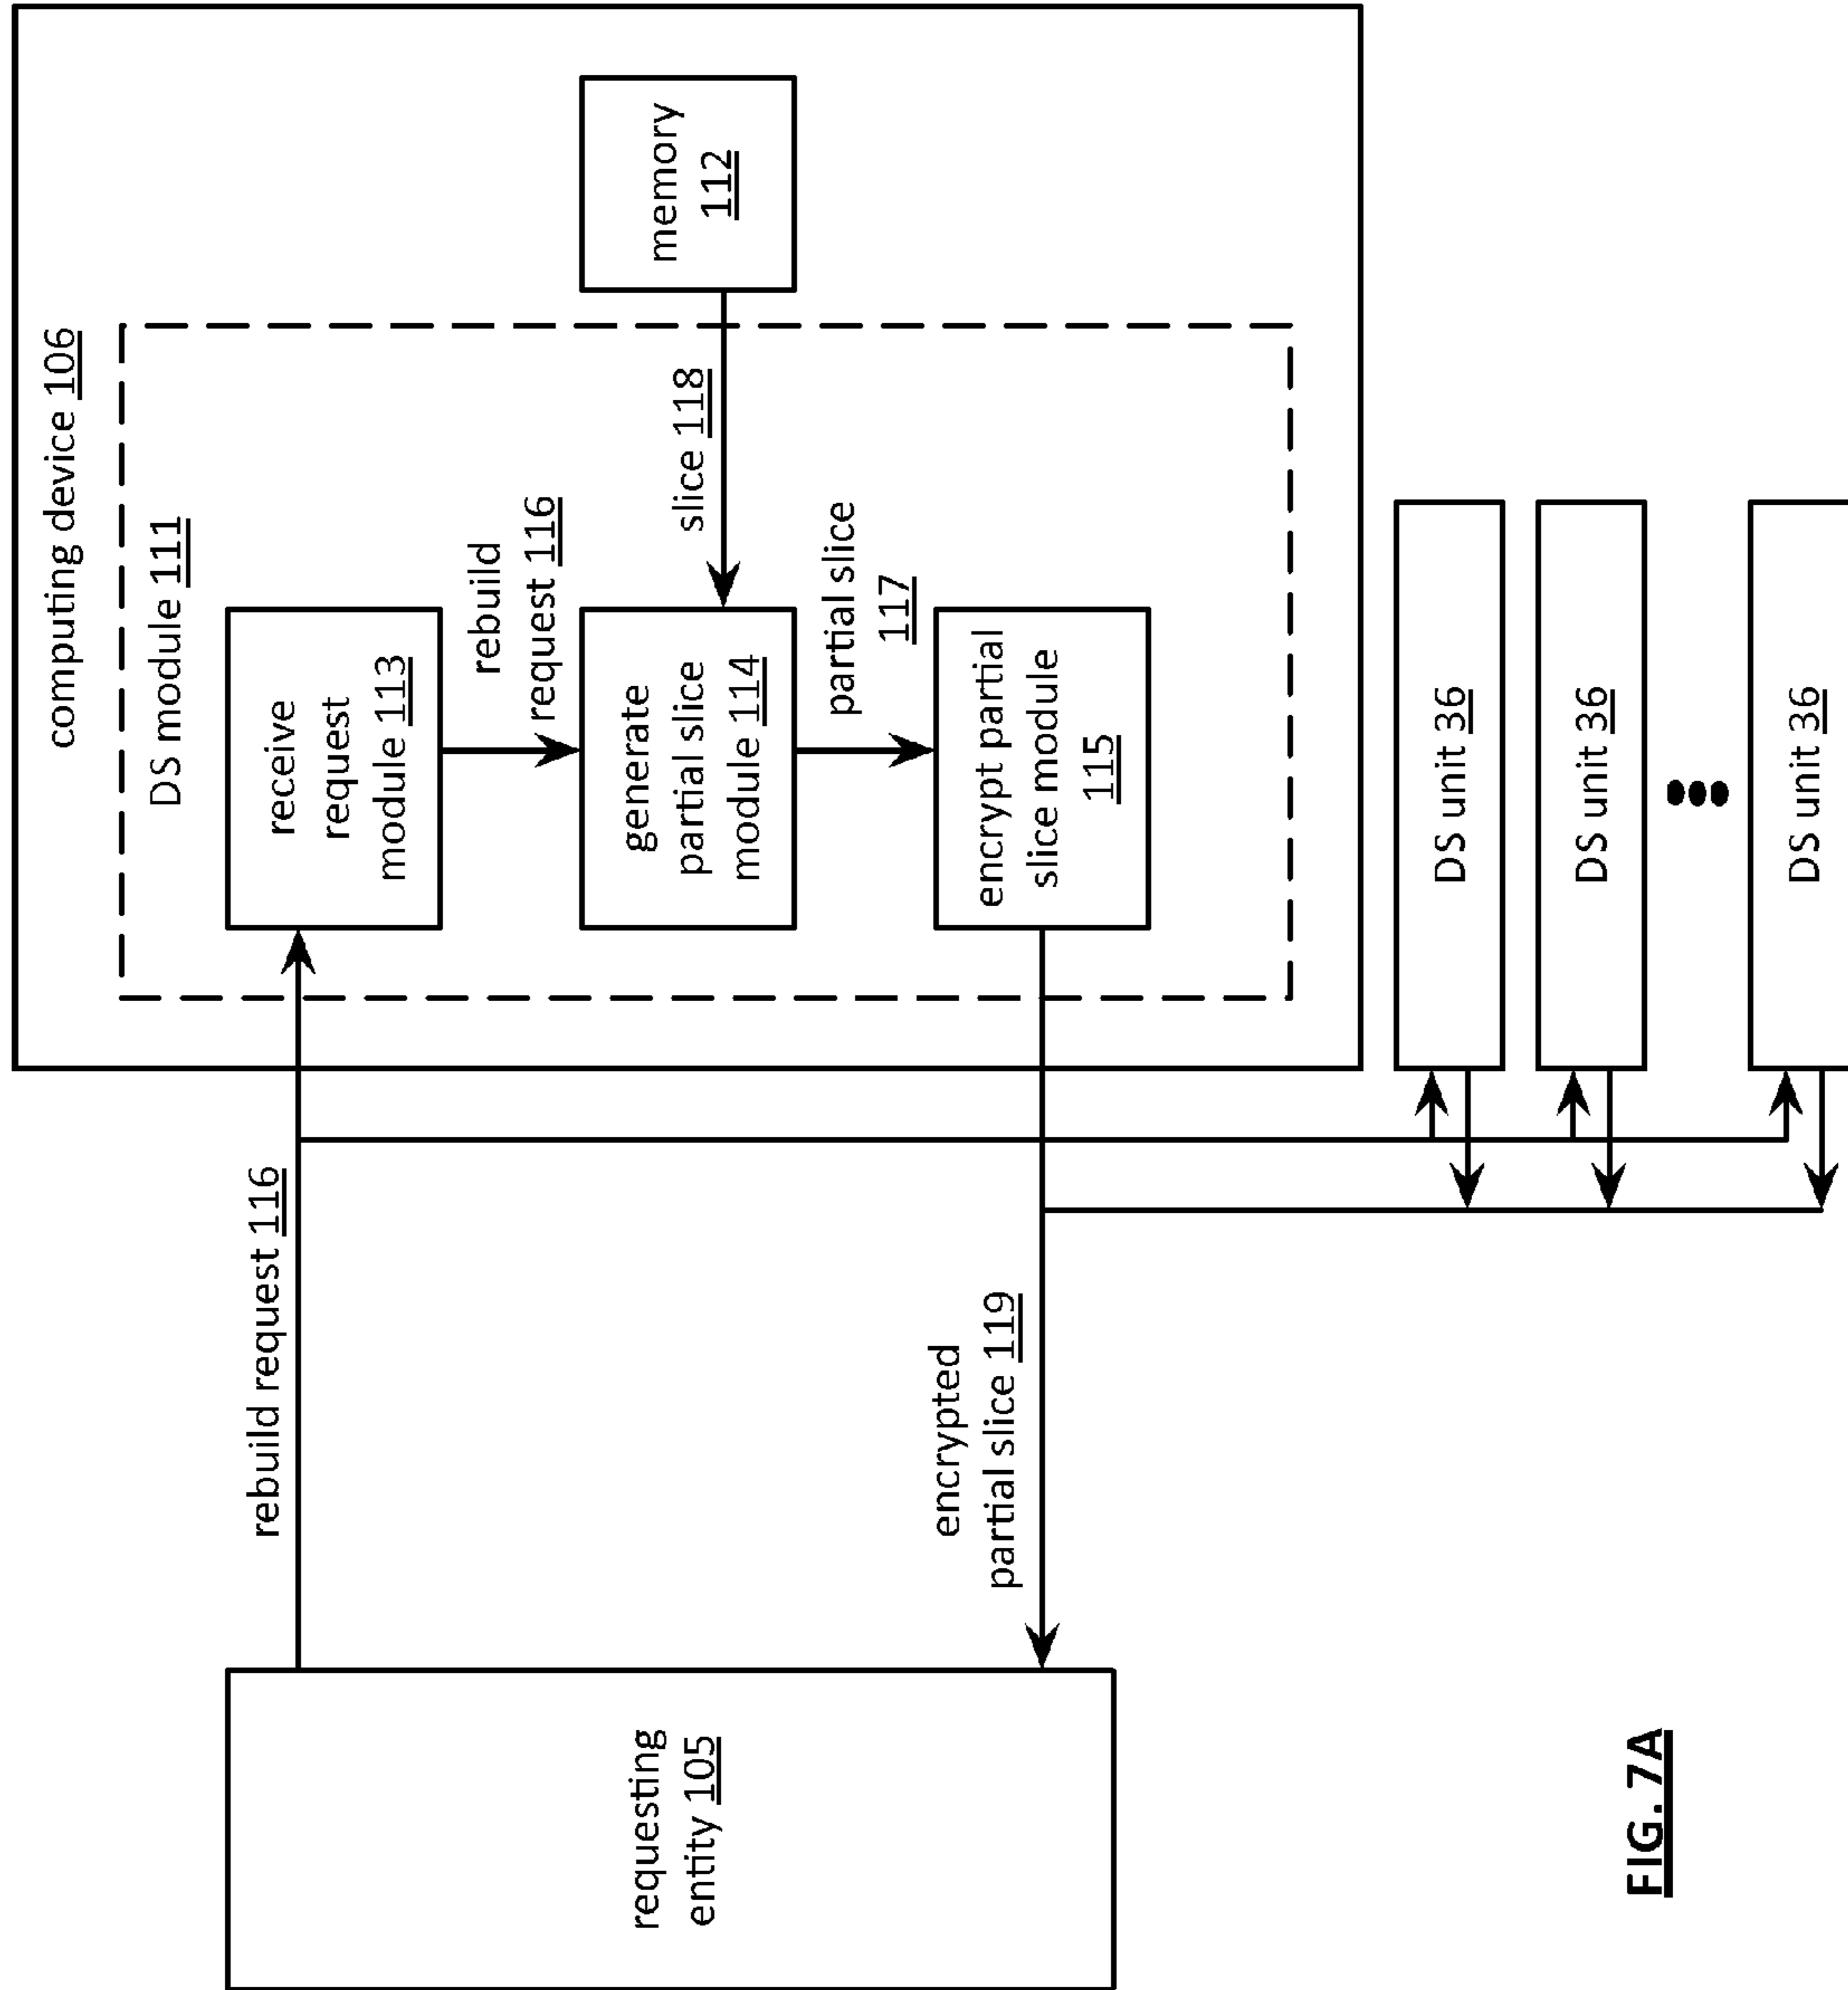 computing device 106
DS module 111
receive
request
module 113
rebuild request 116
rebuild
request 116
requesting
entity 105
generate
partial slice
module 114
slice 118
memory
112
partial slice
117
encrypted
partial slice 119
encrypt partial
slice module
115
DS unit 36
DS unit 36
DS unit 36
FIG. 7A